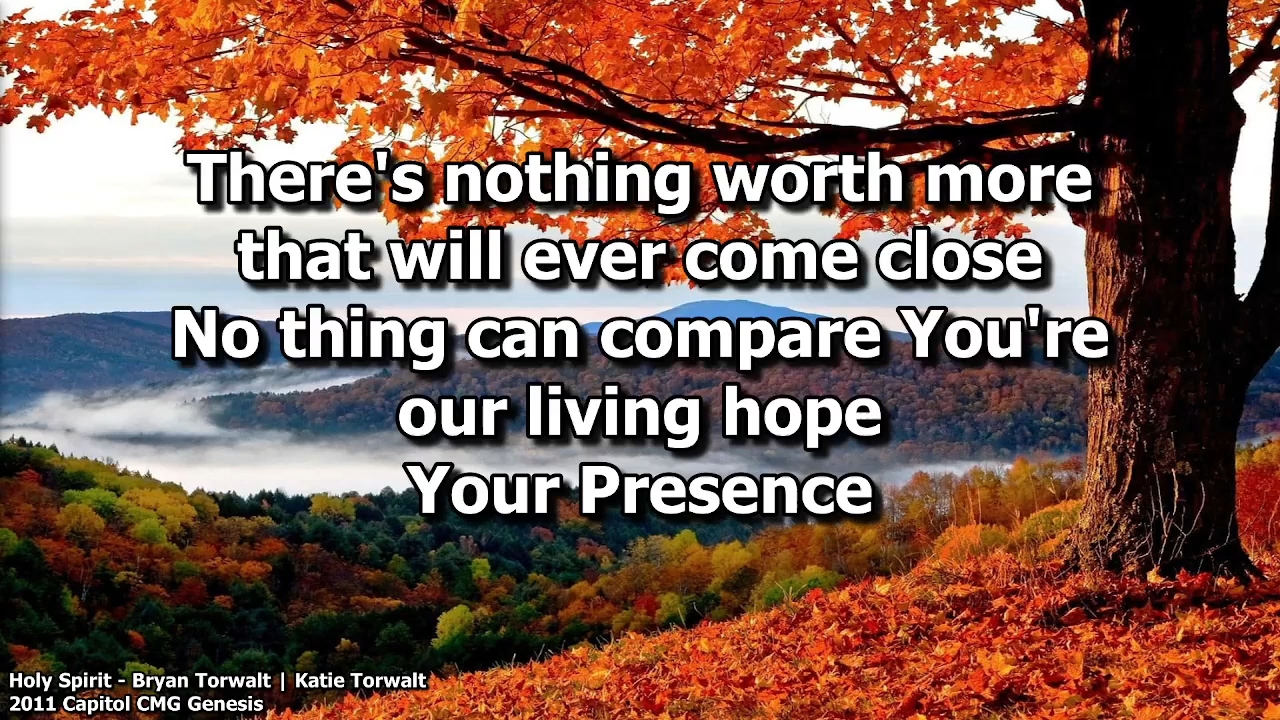 There's nothing worth more
that will ever come close
No thing can compare You're
our living hope
Your Presence
Holy Spirit - Bryan Torwalt | Katie Torwalt
2011 Capitol CMG Genesis